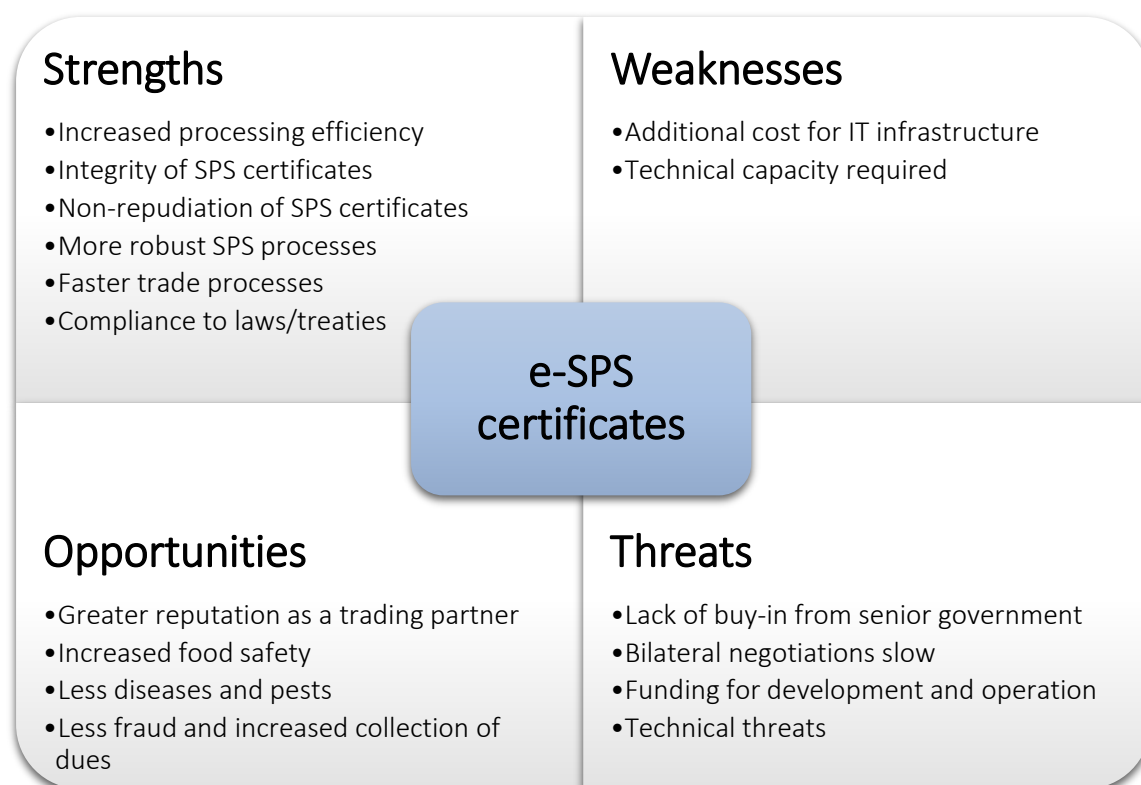 Strengths
•Increased processing efficiency
•Integrity of SPS certificates
•Non-repudiation of SPS certificates
•More robust SPS processes
•Faster trade processes
•Compliance to laws/treaties
Weaknesses
•Additional cost for IT infrastructure
•Technical capacity required
e-SPS
certificates
Opportunities
•Greater reputation as a trading partner
•Increased food safety
•Less diseases and pests
•Less fraud and increased collection of
dues
Threats
•Lack of buy-in from senior government
•Bilateral negotiations slow
•Funding for development and operation
•Technical threats